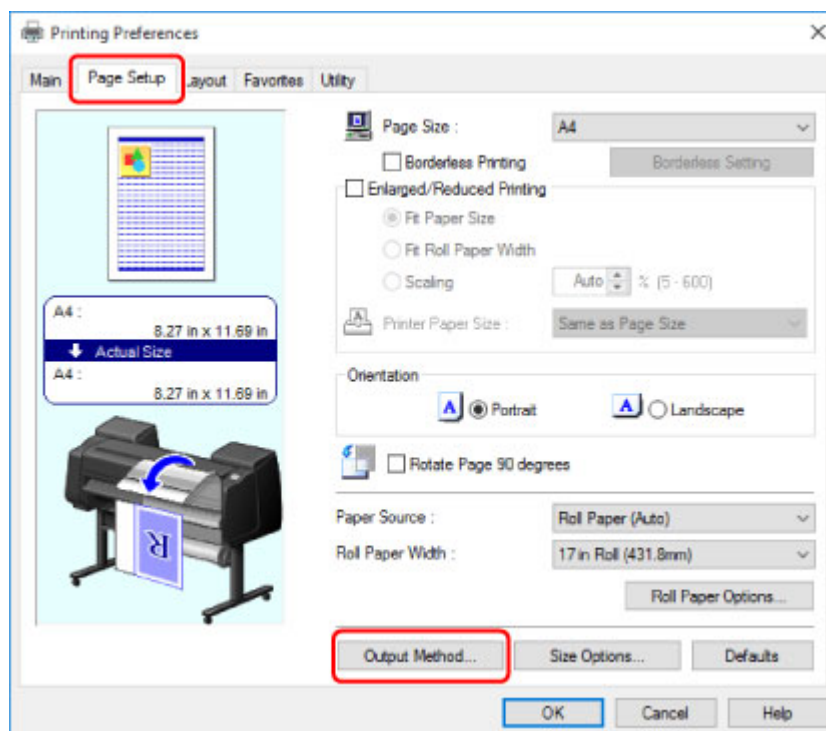 Printing Preferences
Main Page Setup Layout Favorites Utility
Page Size : A4
Borderless Printing Borderless Setting
Enlarged/Reduced Printing
Fit Paper Size
Fit Roll Paper Width
Scaling Auto % (5 - 600)
Printer Paper Size : Same as Page Size
A4 :
8.27 in x 11.69 in
Actual Size
A4 :
8.27 in x 11.69 in
Orientation
A Portrait A Landscape
Rotate Page 90 degrees
R
Paper Source : Roll Paper (Auto)
Roll Paper Width : 17 in Roll (431.8mm)
Roll Paper Options...
Output Method... Size Options... Defaults
OK Cancel Help